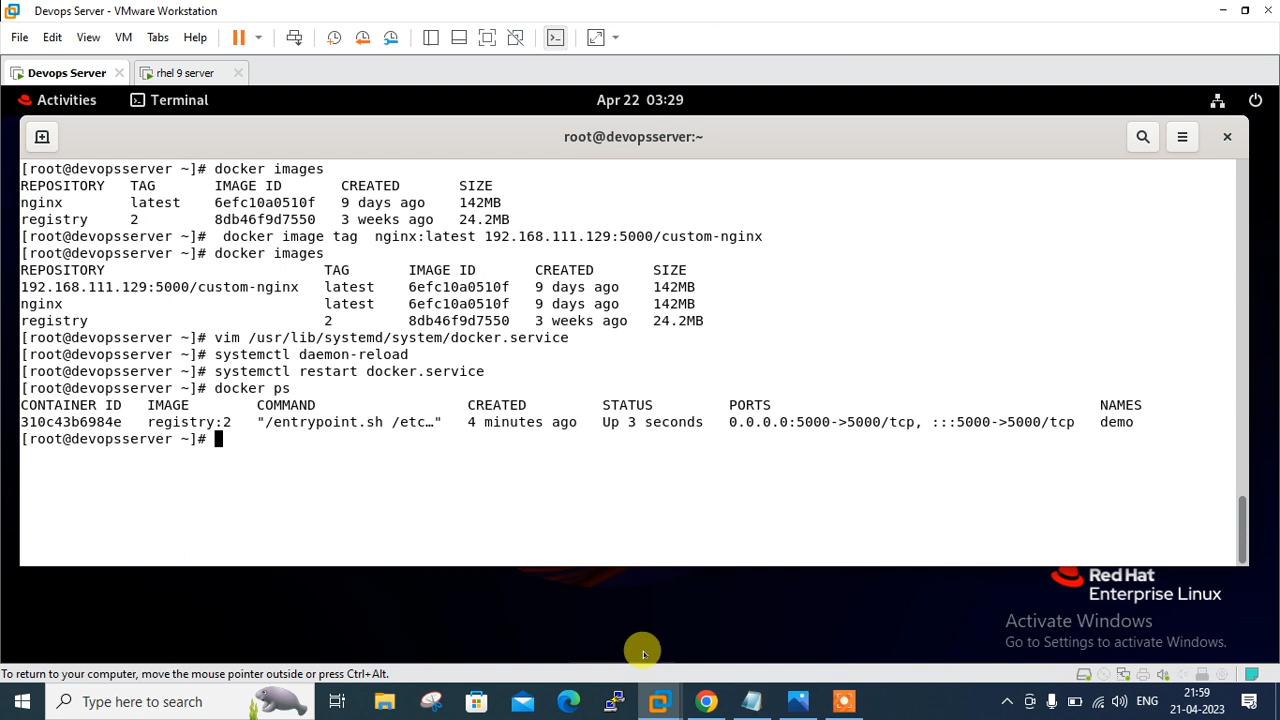 Devops Server - VMware Workstation
File Edit View VM Tabs Help
Devops Server rhel 9 server
Activities Terminal Apr 22 03:29
root@devopsserver:~
[root@devopsserver ~]# docker images
REPOSITORY TAG IMAGE ID CREATED SIZE
nginx latest 6efc10a0510f 9 days ago 142MB
registry 2 8db46f9d7550 3 weeks ago 24.2MB
[root@devopsserver ~]#  docker image tag  nginx:latest 192.168.111.129:5000/custom-nginx
[root@devopsserver ~]# docker images
REPOSITORY TAG IMAGE ID CREATED SIZE
192.168.111.129:5000/custom-nginx latest 6efc10a0510f 9 days ago 142MB
nginx latest 6efc10a0510f 9 days ago 142MB
registry 2 8db46f9d7550 3 weeks ago 24.2MB
[root@devopsserver ~]# vim /usr/lib/systemd/system/docker.service
[root@devopsserver ~]# systemctl daemon-reload
[root@devopsserver ~]# systemctl restart docker.service
[root@devopsserver ~]# docker ps
CONTAINER ID IMAGE COMMAND CREATED STATUS PORTS NAMES
310c43b6984e registry:2 "/entrypoint.sh /etc…" 4 minutes ago Up 3 seconds 0.0.0.0:5000->5000/tcp, :::5000->5000/tcp demo
[root@devopsserver ~]#
Red Hat
Enterprise Linux
Activate Windows
Go to Settings to activate Windows.
To return to your computer, move the mouse pointer outside or press Ctrl+Alt.
Type here to search
ENG
21:59
21-04-2023